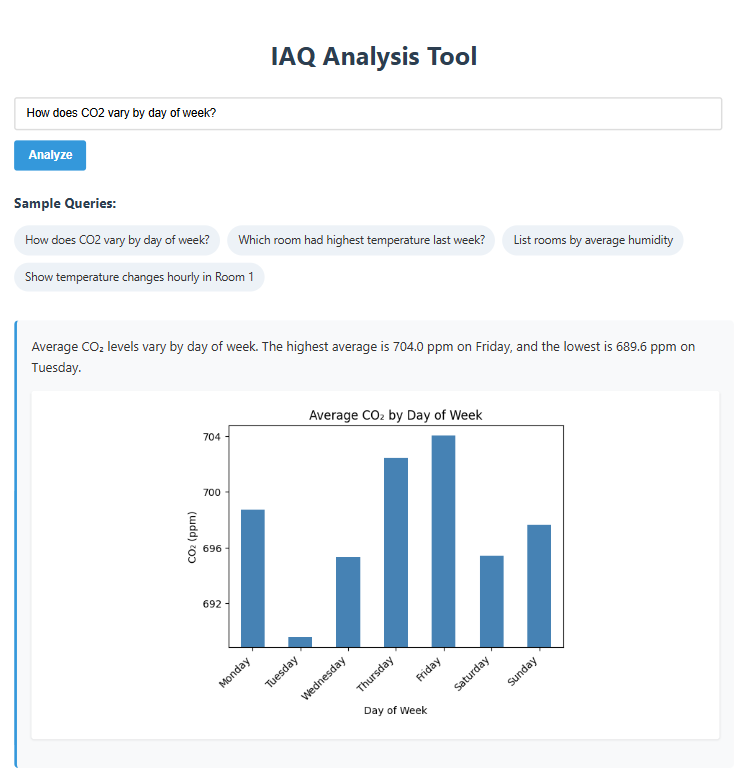 IAQ Analysis Tool
How does CO2 vary by day of week?
Analyze
Sample Queries:
How does CO2 vary by day of week?
Which room had highest temperature last week?
List rooms by average humidity
Show temperature changes hourly in Room 1
Average CO₂ levels vary by day of week. The highest average is 704.0 ppm on Friday, and the lowest is 689.6 ppm on
Tuesday.
Average CO₂ by Day of Week
704
700
696
692
CO₂ (ppm)
Monday
Tuesday
Wednesday
Thursday
Friday
Saturday
Sunday
Day of Week